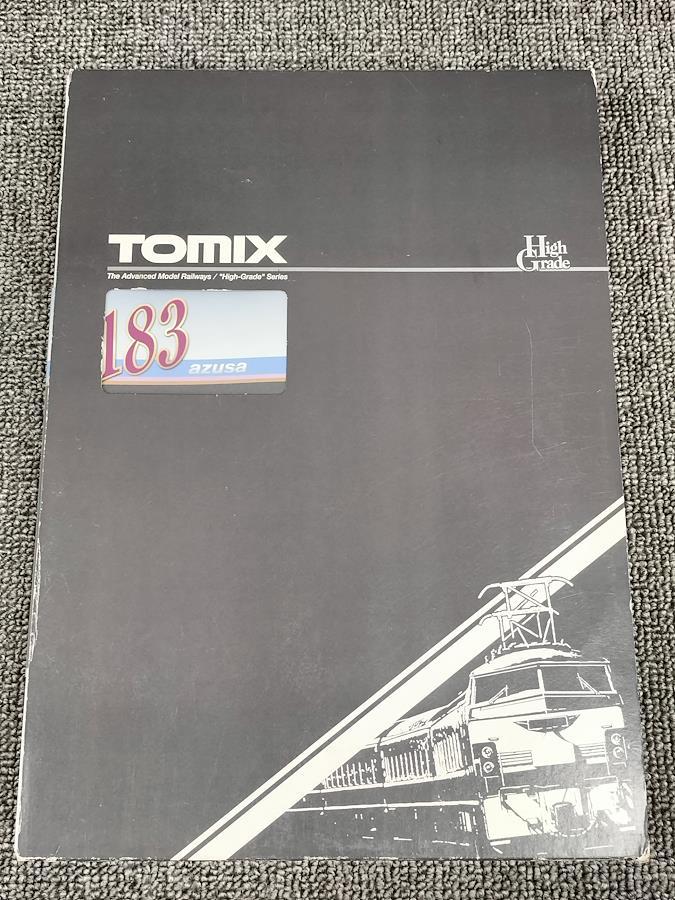 TOMIX
High
Grade
The Advanced Model Railways / "High-Grade" Series
183
azusa